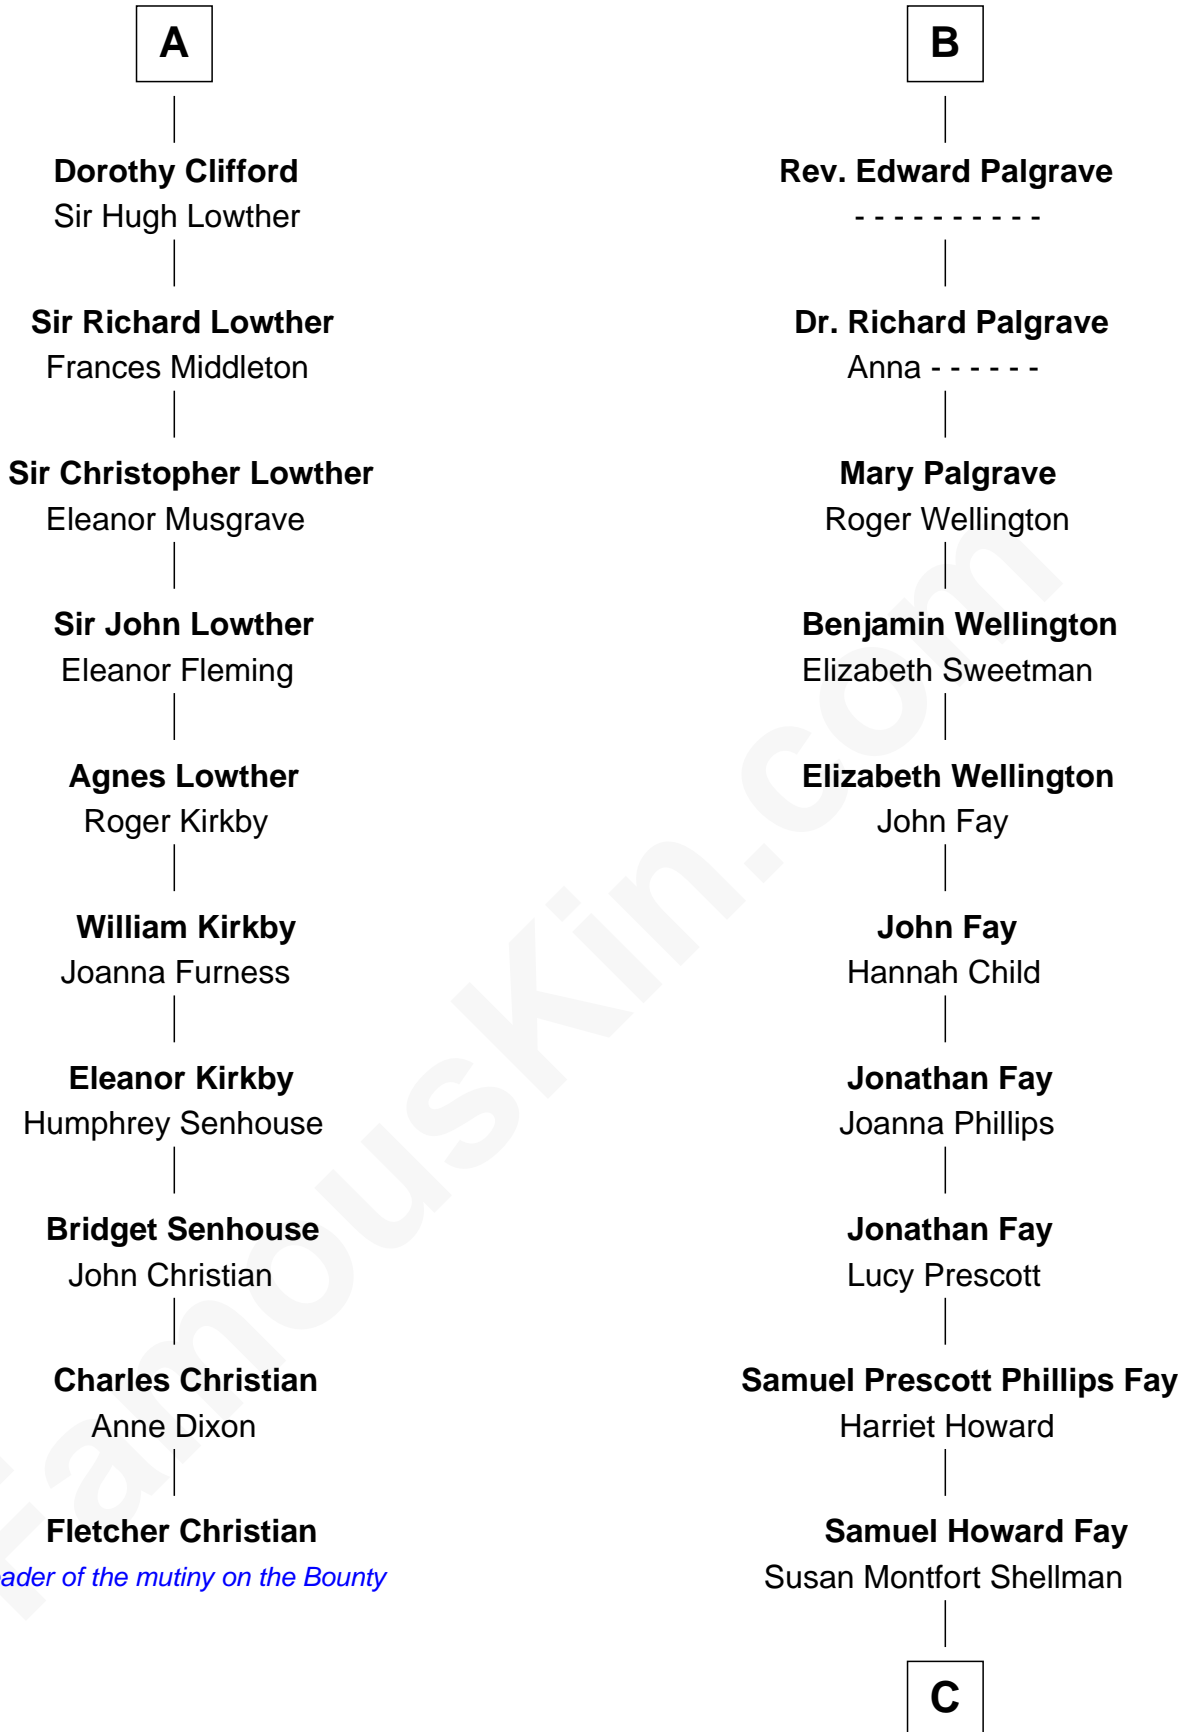 A
Dorothy Clifford
Sir Hugh Lowther
Sir Richard Lowther
Frances Middleton
Sir Christopher Lowther
Eleanor Musgrave
Sir John Lowther
Eleanor Fleming
Agnes Lowther
Roger Kirkby
William Kirkby
Joanna Furness
Eleanor Kirkby
Humphrey Senhouse
Bridget Senhouse
John Christian
Charles Christian
Anne Dixon
Fletcher Christian
ader of the mutiny on the Bounty
B
Rev. Edward Palgrave
- - - - - - - - - -
Dr. Richard Palgrave
Anna - - - - - -
Mary Palgrave
Roger Wellington
Benjamin Wellington
Elizabeth Sweetman
Elizabeth Wellington
John Fay
John Fay
Hannah Child
Jonathan Fay
Joanna Phillips
Jonathan Fay
Lucy Prescott
Samuel Prescott Phillips Fay
Harriet Howard
Samuel Howard Fay
Susan Montfort Shellman
C
FamousKin.com